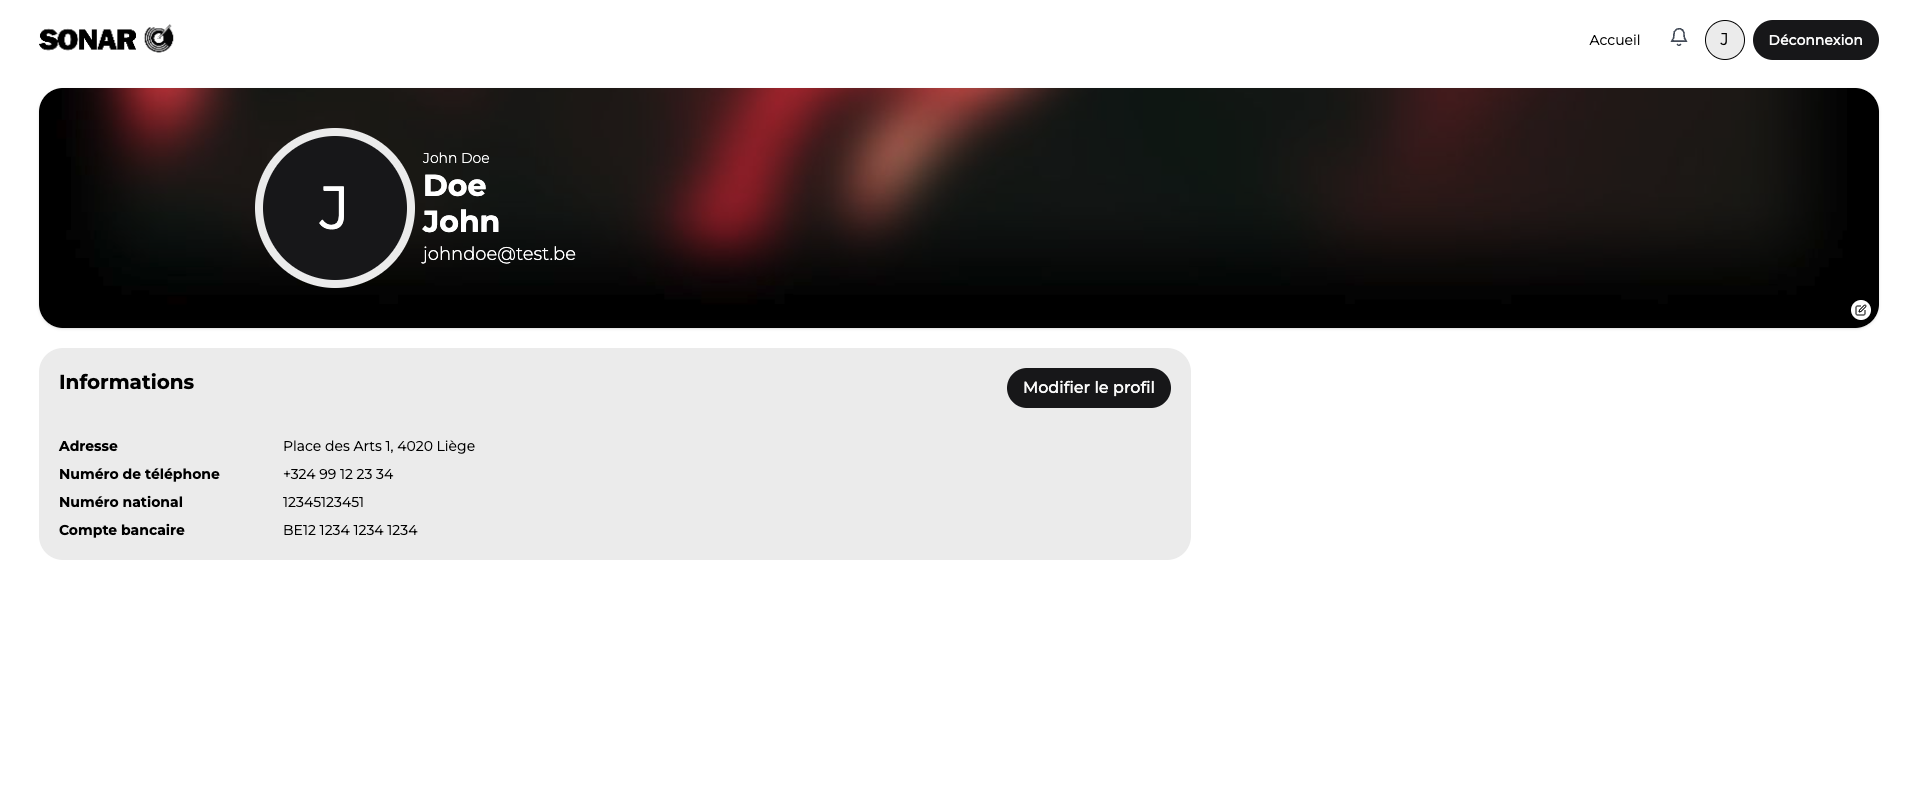 SONAR
Accueil
J
Déconnexion
J
John Doe
Doe
John
johndoe@test.be
Informations
Modifier le profil
Adresse Place des Arts 1, 4020 Liège
Numéro de téléphone +324 99 12 23 34
Numéro national 12345123451
Compte bancaire BE12 1234 1234 1234